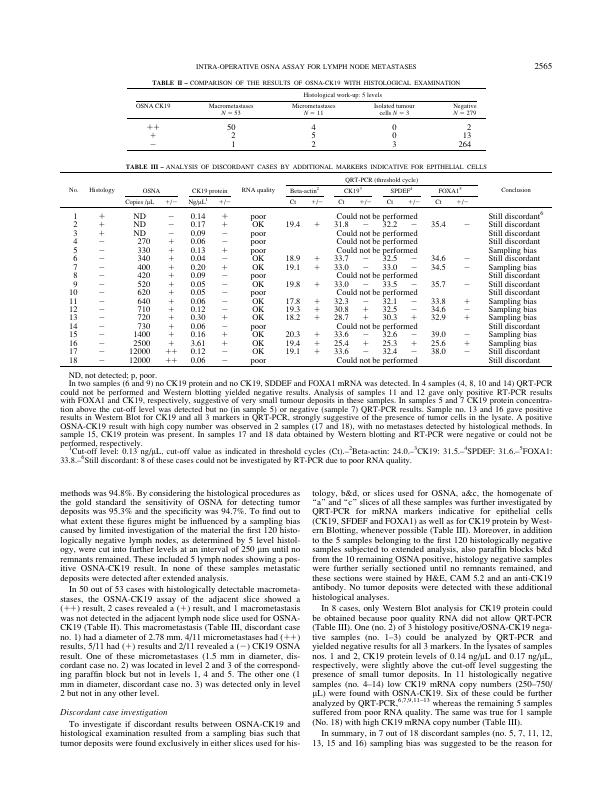 INTRA-OPERATIVE OSNA ASSAY FOR LYMPH NODE METASTASES 2565
TABLE II – COMPARISON OF THE RESULTS OF OSNA-CK19 WITH HISTOLOGICAL EXAMINATION
Histological work-up: 5 levels
OSNA CK19 Macrometastases N = 53 Micrometastases N = 11 Isolated tumour cells N = 3 Negative N = 279
++ 50 4 0 2
+ 2 5 0 13
− 1 2 3 264
TABLE III – ANALYSIS OF DISCORDANT CASES BY ADDITIONAL MARKERS INDICATIVE FOR EPITHELIAL CELLS
QRT-PCR (threshold cycle)
No. Histology OSNA CK19 protein RNA quality Beta-actin² CK19³ SPDEF⁴ FOXA1⁵ Conclusion
Copies /μL +/− Ng/μL¹ +/− Ct +/− Ct +/− Ct +/− Ct +/−
1 + ND − 0.14 + poor Could not be performed Still discordant⁶
2 + ND − 0.17 + OK 19.4 + 31.8 − 32.2 − 35.4 − Still discordant
3 + ND − 0.09 − poor Could not be performed Still discordant
4 − 270 + 0.06 − poor Could not be performed Still discordant
5 − 330 + 0.13 + poor Could not be performed Sampling bias
6 − 340 + 0.04 − OK 18.9 + 33.7 − 32.5 − 34.6 − Still discordant
7 − 400 + 0.20 + OK 19.1 + 33.0 − 33.0 − 34.5 − Sampling bias
8 − 420 + 0.09 − poor Could not be performed Still discordant
9 − 520 + 0.05 − OK 19.8 + 33.0 − 33.5 − 35.7 − Still discordant
10 − 620 + 0.05 − poor Could not be performed Still discordant
11 − 640 + 0.06 − OK 17.8 + 32.3 − 32.1 − 33.8 + Sampling bias
12 − 710 + 0.12 − OK 19.3 + 30.8 + 32.5 − 34.6 − Sampling bias
13 − 720 + 0.30 + OK 18.2 + 28.7 + 30.3 + 32.9 + Sampling bias
14 − 730 + 0.06 − poor Could not be performed Still discordant
15 − 1400 + 0.16 + OK 20.3 + 33.6 − 32.6 − 39.0 − Sampling bias
16 − 2500 + 3.61 + OK 19.4 + 25.4 + 25.3 + 25.6 + Sampling bias
17 − 12000 ++ 0.12 − OK 19.1 + 33.6 − 32.4 − 38.0 − Still discordant
18 − 12000 ++ 0.06 − poor Could not be performed Still discordant
ND, not detected; p, poor.
In two samples (6 and 9) no CK19 protein and no CK19, SDDEF and FOXA1 mRNA was detected. In 4 samples (4, 8, 10 and 14) QRT-PCR
could not be performed and Western blotting yielded negative results. Analysis of samples 11 and 12 gave only positive RT-PCR results
with FOXA1 and CK19, respectively, suggestive of very small tumour deposits in these samples. In samples 5 and 7 CK19 protein concentra-
tion above the cut-off level was detected but no (in sample 5) or negative (sample 7) QRT-PCR results. Sample no. 13 and 16 gave positive
results in Western Blot for CK19 and all 3 markers in QRT-PCR, strongly suggestive of the presence of tumor cells in the lysate. A positive
OSNA-CK19 result with high copy number was observed in 2 samples (17 and 18), with no metastases detected by histological methods. In
sample 15, CK19 protein was present. In samples 17 and 18 data obtained by Western blotting and RT-PCR were negative or could not be
performed, respectively.
¹Cut-off level: 0.13 ng/μL, cut-off value as indicated in threshold cycles (Ct).–²Beta-actin: 24.0.–³CK19: 31.5.–⁴SPDEF: 31.6.–⁵FOXA1:
33.8.–⁶Still discordant: 8 of these cases could not be investigated by RT-PCR due to poor RNA quality.
methods was 94.8%. By considering the histological procedures as
the gold standard the sensitivity of OSNA for detecting tumor
deposits was 95.3% and the specificity was 94.7%. To find out to
what extent these figures might be influenced by a sampling bias
caused by limited investigation of the material the first 120 histo-
logically negative lymph nodes, as determined by 5 level histol-
ogy, were cut into further levels at an interval of 250 μm until no
remnants remained. These included 5 lymph nodes showing a pos-
itive OSNA-CK19 result. In none of these samples metastatic
deposits were detected after extended analysis.
In 50 out of 53 cases with histologically detectable macrometa-
stases, the OSNA-CK19 assay of the adjacent slice showed a
(++) result, 2 cases revealed a (+) result, and 1 macrometastasis
was not detected in the adjacent lymph node slice used for OSNA-
CK19 (Table II). This macrometastasis (Table III, discordant case
no. 1) had a diameter of 2.78 mm. 4/11 micrometastases had (++)
results, 5/11 had (+) results and 2/11 revealed a (−) CK19 OSNA
result. One of these micrometastases (1.5 mm in diameter, dis-
cordant case no. 2) was located in level 2 and 3 of the correspond-
ing paraffin block but not in levels 1, 4 and 5. The other one (1
mm in diameter, discordant case no. 3) was detected only in level
2 but not in any other level.
Discordant case investigation
To investigate if discordant results between OSNA-CK19 and
histological examination resulted from a sampling bias such that
tumor deposits were found exclusively in either slices used for his-
tology, b&d, or slices used for OSNA, a&c, the homogenate of
"a" and "c" slices of all these samples was further investigated by
QRT-PCR for mRNA markers indicative for epithelial cells
(CK19, SFDEF and FOXA1) as well as for CK19 protein by West-
ern Blotting, whenever possible (Table III). Moreover, in addition
to the 5 samples belonging to the first 120 histologically negative
samples subjected to extended analysis, also paraffin blocks b&d
from the 10 remaining OSNA positive, histology negative samples
were further serially sectioned until no remnants remained, and
these sections were stained by H&E, CAM 5.2 and an anti-CK19
antibody. No tumor deposits were detected with these additional
histological analyses.
In 8 cases, only Western Blot analysis for CK19 protein could
be obtained because poor quality RNA did not allow QRT-PCR
(Table III). One (no. 2) of 3 histology positive/OSNA-CK19 nega-
tive samples (no. 1–3) could be analyzed by QRT-PCR and
yielded negative results for all 3 markers. In the lysates of samples
nos. 1 and 2, CK19 protein levels of 0.14 ng/μL and 0.17 ng/μL,
respectively, were slightly above the cut-off level suggesting the
presence of small tumor deposits. In 11 histologically negative
samples (no. 4–14) low CK19 mRNA copy numbers (250–750/
μL) were found with OSNA-CK19. Six of these could be further
analyzed by QRT-PCR,⁶,⁷,⁹,¹¹⁻¹³ whereas the remaining 5 samples
suffered from poor RNA quality. The same was true for 1 sample
(No. 18) with high CK19 mRNA copy number (Table III).
In summary, in 7 out of 18 discordant samples (no. 5, 7, 11, 12,
13, 15 and 16) sampling bias was suggested to be the reason for